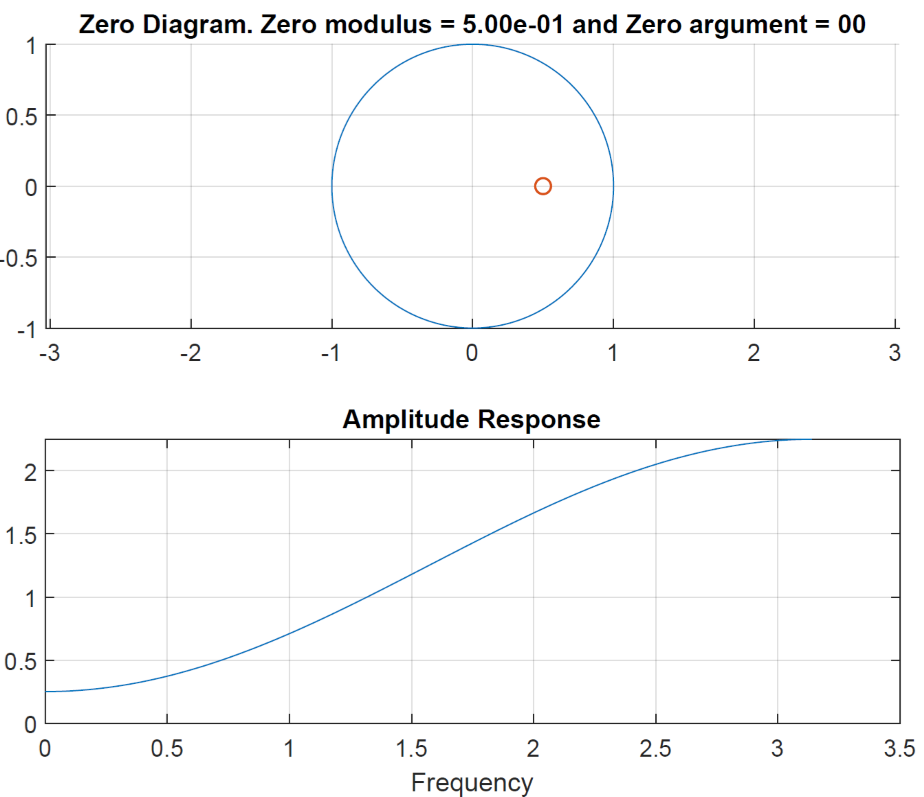 Zero Diagram. Zero modulus = 5.00e-01 and Zero argument = 00
1
0.5
0
-0.5
-1
-3 -2 -1 0 1 2 3
Amplitude Response
2
1.5
1
0.5
0
0 0.5 1 1.5 2 2.5 3 3.5
Frequency